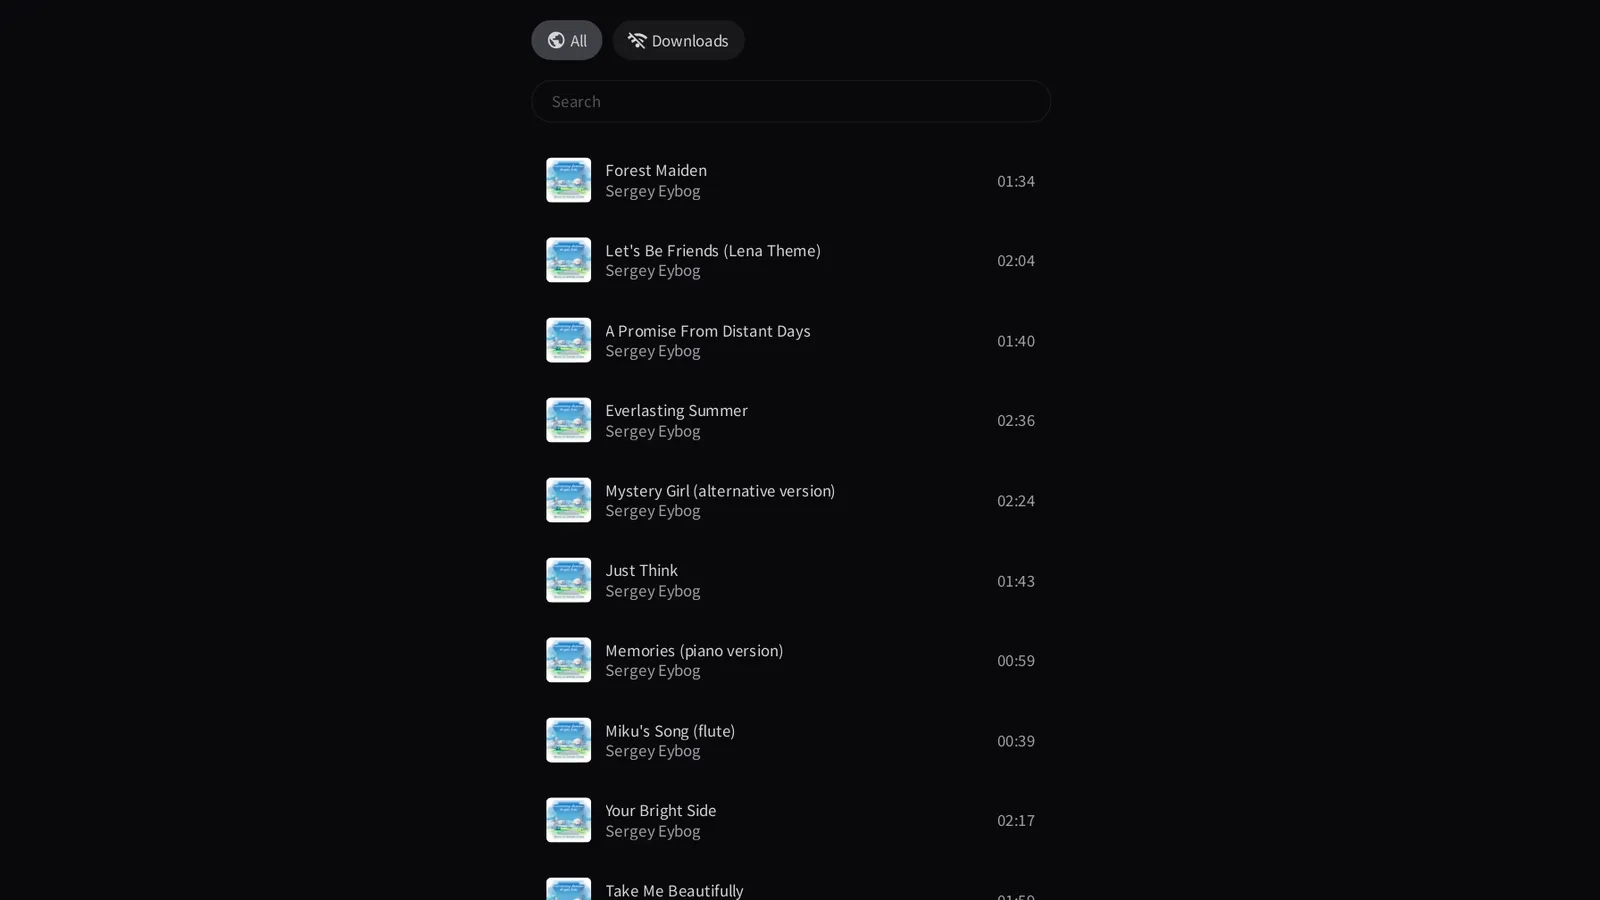 All
Downloads
Search
Forest Maiden
Sergey Eybog
01:34
Let's Be Friends (Lena Theme)
Sergey Eybog
02:04
A Promise From Distant Days
Sergey Eybog
01:40
Everlasting Summer
Sergey Eybog
02:36
Mystery Girl (alternative version)
Sergey Eybog
02:24
Just Think
Sergey Eybog
01:43
Memories (piano version)
Sergey Eybog
00:59
Miku's Song (flute)
Sergey Eybog
00:39
Your Bright Side
Sergey Eybog
02:17
Take Me Beautifully